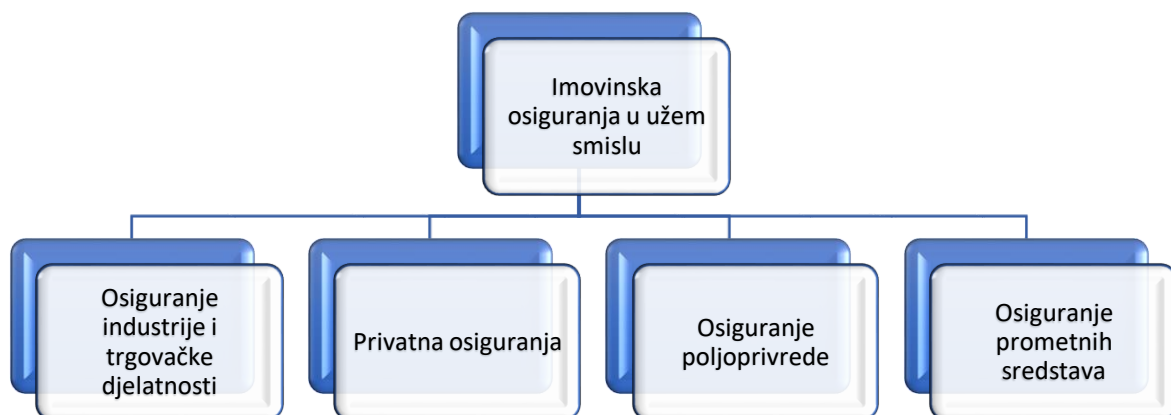 Imovinska
osiguranja u užem
smislu
Osiguranje
industrije i
trgovačke
djelatnosti
Privatna osiguranja
Osiguranje
poljoprivrede
Osiguranje
prometnih
sredstava